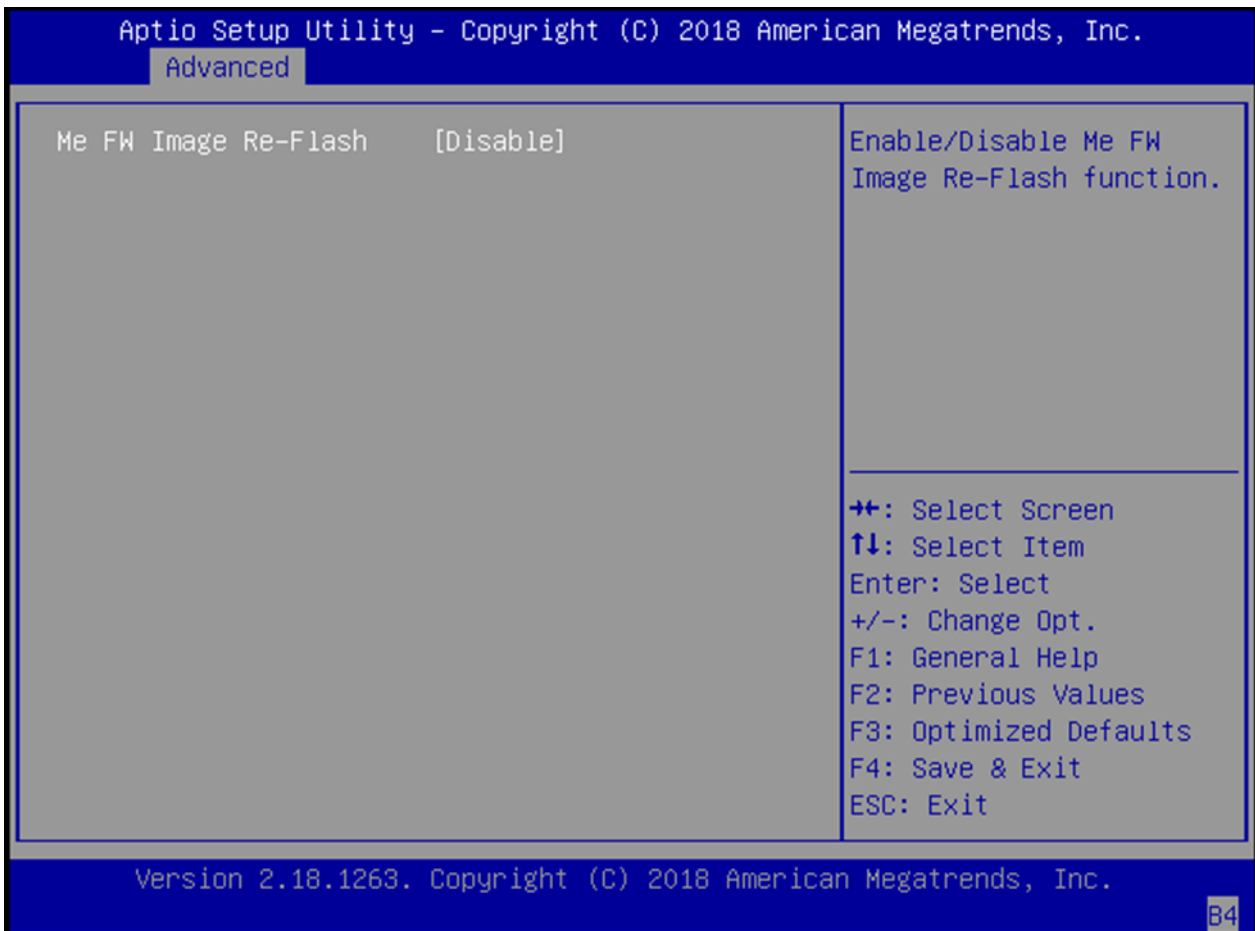 Aptio Setup Utility – Copyright (C) 2018 American Megatrends, Inc.
Advanced
Me FW Image Re-Flash [Disable]
Enable/Disable Me FW
Image Re-Flash function.
→←: Select Screen
↑↓: Select Item
Enter: Select
+/-: Change Opt.
F1: General Help
F2: Previous Values
F3: Optimized Defaults
F4: Save & Exit
ESC: Exit
Version 2.18.1263. Copyright (C) 2018 American Megatrends, Inc.
B4